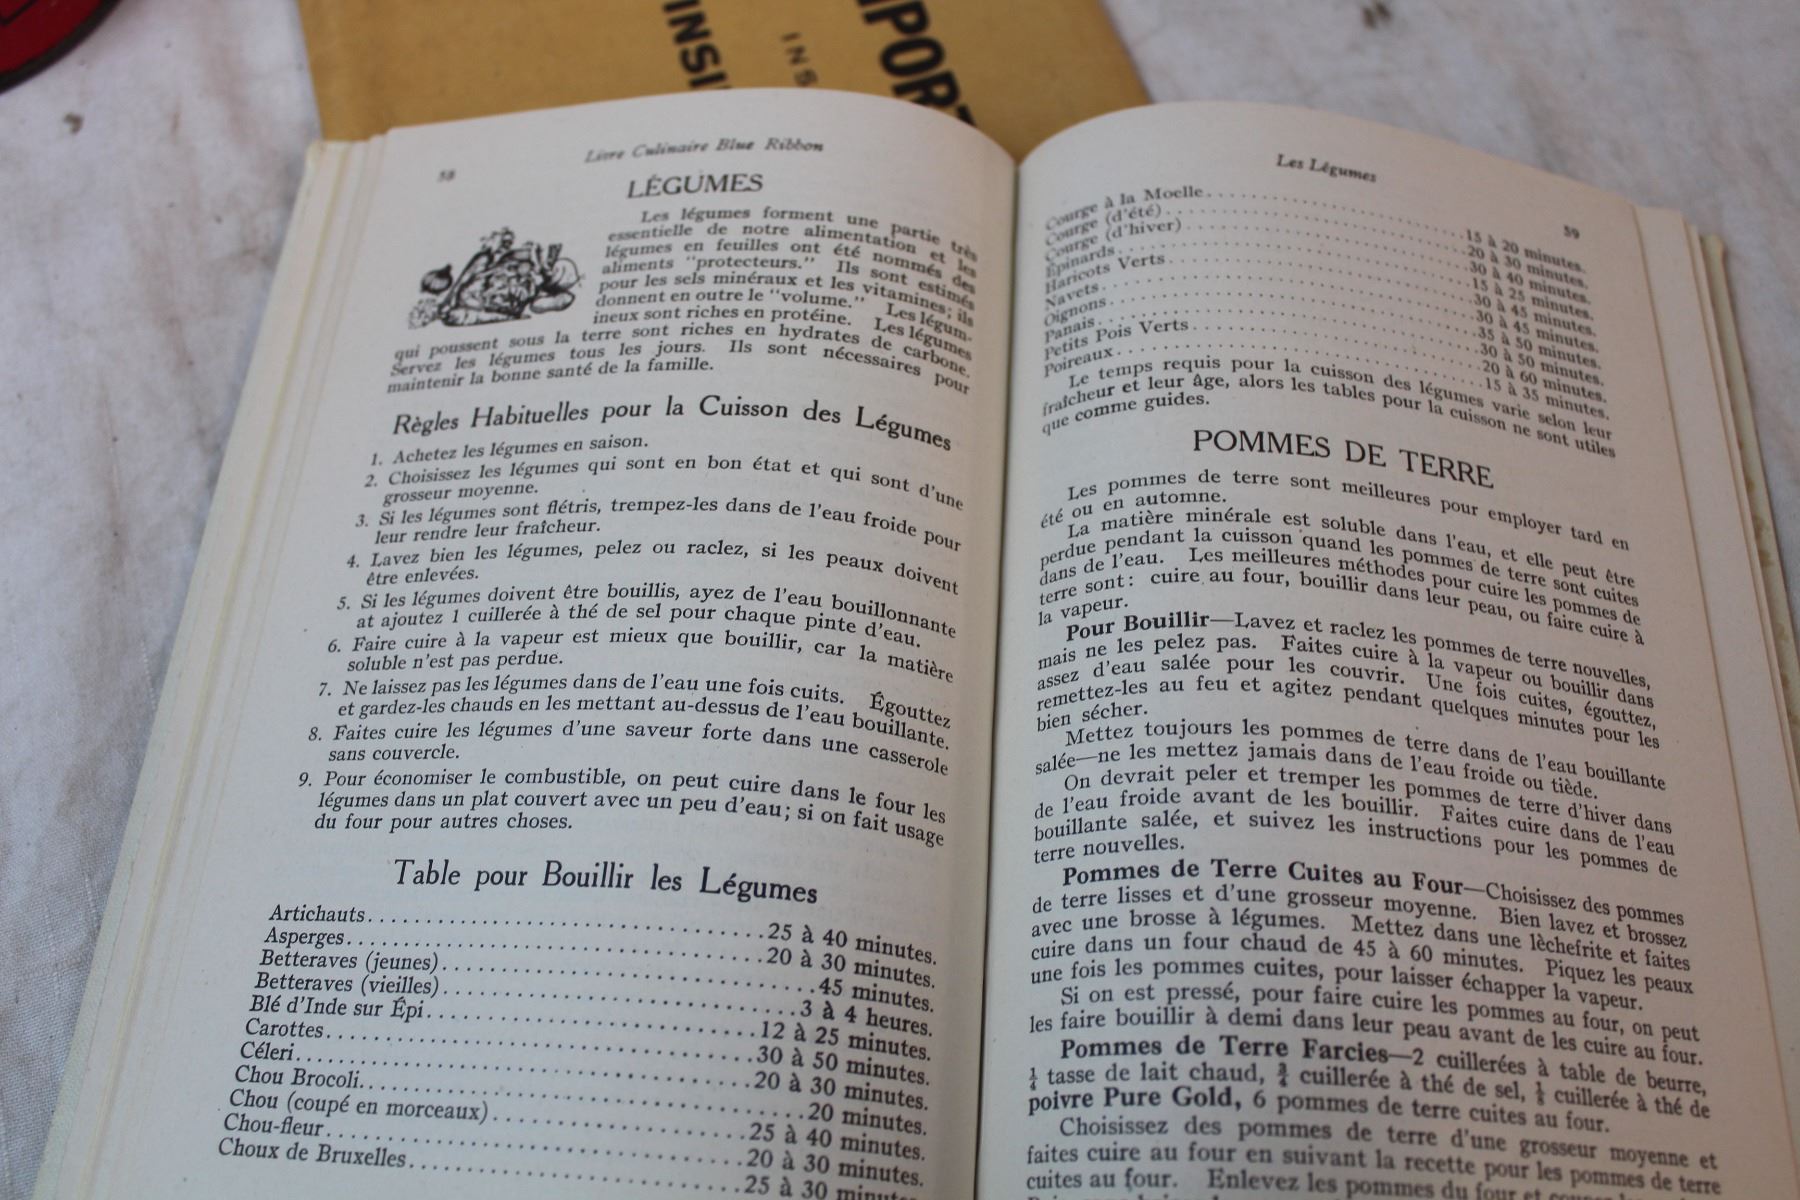 INSI
INS
MPORT
58
Livre Culinaire Blue Ribbon
LÉGUMES
Les légumes forment une partie très
essentielle de notre alimentation et les
légumes en feuilles ont été nommés des
aliments "protecteurs." Ils sont estimés
pour les sels minéraux et les vitamines; ils
donnent en outre le "volume." Les légum-
ineux sont riches en protéine. Les légumes
qui poussent sous la terre sont riches en hydrates de carbone.
Servez les légumes tous les jours. Ils sont nécessaires pour
maintenir la bonne santé de la famille.
Règles Habituelles pour la Cuisson des Légumes
1. Achetez les légumes en saison.
2. Choisissez les légumes qui sont en bon état et qui sont d'une
grosseur moyenne.
3. Si les légumes sont flétris, trempez-les dans de l'eau froide pour
leur rendre leur fraîcheur.
4. Lavez bien les légumes, pelez ou raclez, si les peaux doivent
être enlevées.
5. Si les légumes doivent être bouillis, ayez de l'eau bouillonnante
at ajoutez 1 cuillerée à thé de sel pour chaque pinte d'eau.
6. Faire cuire à la vapeur est mieux que bouillir, car la matière
soluble n'est pas perdue.
7. Ne laissez pas les légumes dans de l'eau une fois cuits. Égouttez
et gardez-les chauds en les mettant au-dessus de l'eau bouillante.
8. Faites cuire les légumes d'une saveur forte dans une casserole
sans couvercle.
9. Pour économiser le combustible, on peut cuire dans le four les
légumes dans un plat couvert avec un peu d'eau; si on fait usage
du four pour autres choses.
Table pour Bouillir les Légumes
Artichauts....................25 à 40 minutes.
Asperges....................20 à 30 minutes.
Betteraves (jeunes)....................45 minutes.
Betteraves (vieilles)....................3 à 4 heures.
Blé d'Inde sur Épi....................12 à 25 minutes.
Carottes....................30 à 50 minutes.
Céleri....................20 à 30 minutes.
Chou Brocoli....................20 minutes.
Chou (coupé en morceaux)....................25 à 40 minutes.
Chou-fleur....................20 à 30 minutes.
Choux de Bruxelles....................25 à 30 minutes.
Les Légumes
59
Courge à la Moelle....................15 à 20 minutes.
Courge (d'été)....................20 à 30 minutes.
Courge (d'hiver)....................30 à 40 minutes.
Épinards....................15 à 25 minutes.
Haricots Verts....................30 à 45 minutes.
Navets....................30 à 45 minutes.
Oignons....................35 à 50 minutes.
Panais....................30 à 50 minutes.
Petits Pois Verts....................20 à 60 minutes.
Poireaux....................15 à 35 minutes.
Le temps requis pour la cuisson des légumes varie selon leur
fraîcheur et leur âge, alors les tables pour la cuisson ne sont utiles
que comme guides.
POMMES DE TERRE
Les pommes de terre sont meilleures pour employer tard en
été ou en automne.
La matière minérale est soluble dans l'eau, et elle peut être
perdue pendant la cuisson quand les pommes de terre sont cuites
dans de l'eau. Les meilleures méthodes pour cuire les pommes de
terre sont: cuire au four, bouillir dans leur peau, ou faire cuire à
la vapeur.
Pour Bouillir—Lavez et raclez les pommes de terre nouvelles,
mais ne les pelez pas. Faites cuire à la vapeur ou bouillir dans
assez d'eau salée pour les couvrir. Une fois cuites, égouttez,
remettez-les au feu et agitez pendant quelques minutes pour les
bien sécher.
Mettez toujours les pommes de terre dans de l'eau bouillante
salée—ne les mettez jamais dans de l'eau froide ou tiède.
On devrait peler et tremper les pommes de terre d'hiver dans
de l'eau froide avant de les bouillir. Faites cuire dans de l'eau
bouillante salée, et suivez les instructions pour les pommes de
terre nouvelles.
Pommes de Terre Cuites au Four—Choisissez des pommes
de terre lisses et d'une grosseur moyenne. Bien lavez et brossez
avec une brosse à légumes. Mettez dans une lèchefrite et faites
cuire dans un four chaud de 45 à 60 minutes. Piquez les peaux
une fois les pommes cuites, pour laisser échapper la vapeur.
Si on est pressé, pour faire cuire les pommes au four, on peut
les faire bouillir à demi dans leur peau avant de les cuire au four.
Pommes de Terre Farcies—2 cuillerées à table de beurre,
¼ tasse de lait chaud, ¾ cuillerée à thé de sel, ⅛ cuillerée à thé de
poivre Pure Gold, 6 pommes de terre cuites au four.
Choisissez des pommes de terre d'une grosseur moyenne et
faites cuire au four en suivant la recette pour les pommes de terre
cuites au four. Enlevez les pommes du four et